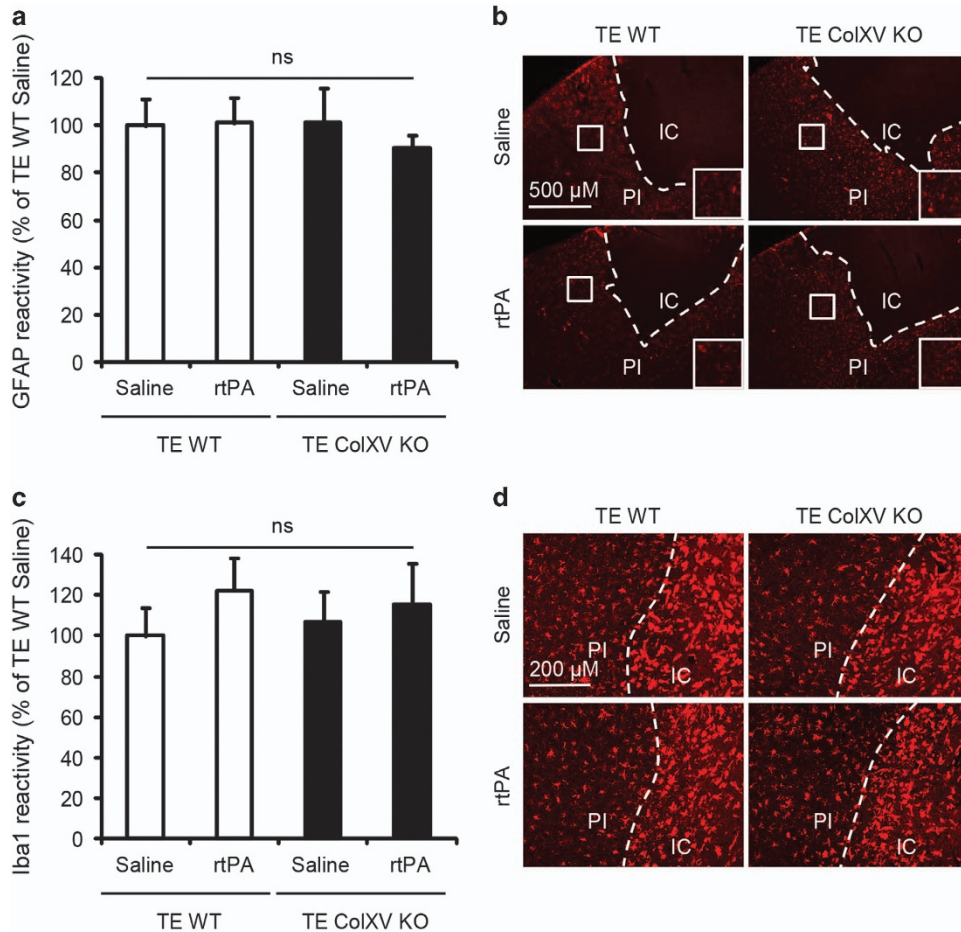 a
ns
GFAP reactivity (% of TE WT Saline)
120
100
80
60
40
20
0
Saline rtPA Saline rtPA
TE WT TE ColXV KO
b
TE WT TE ColXV KO
Saline
IC IC
PI PI
500 µM
rtPA
IC IC
PI PI
c
ns
Iba1 reactivity (% of TE WT Saline)
140
120
100
80
60
40
20
0
Saline rtPA Saline rtPA
TE WT TE ColXV KO
d
TE WT TE ColXV KO
Saline
PI PI
200 µM IC IC
rtPA
PI PI
IC IC